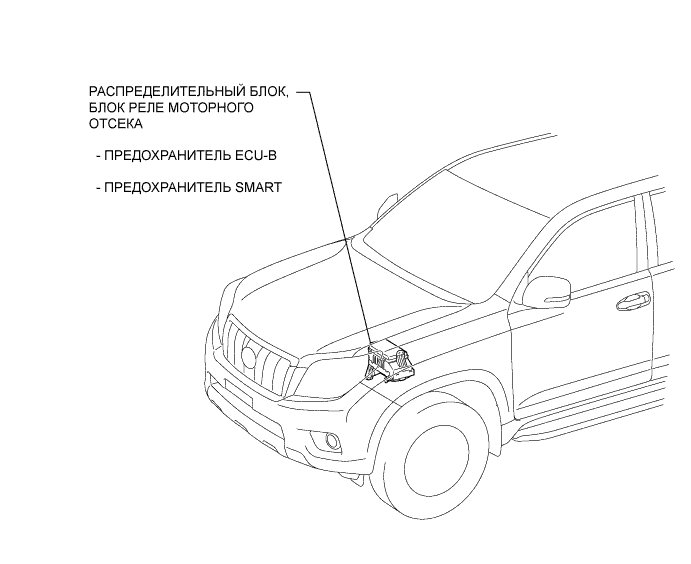 РАСПРЕДЕЛИТЕЛЬНЫЙ БЛОК,
БЛОК РЕЛЕ МОТОРНОГО
ОТСЕКА
- ПРЕДОХРАНИТЕЛЬ ECU-B
- ПРЕДОХРАНИТЕЛЬ SMART